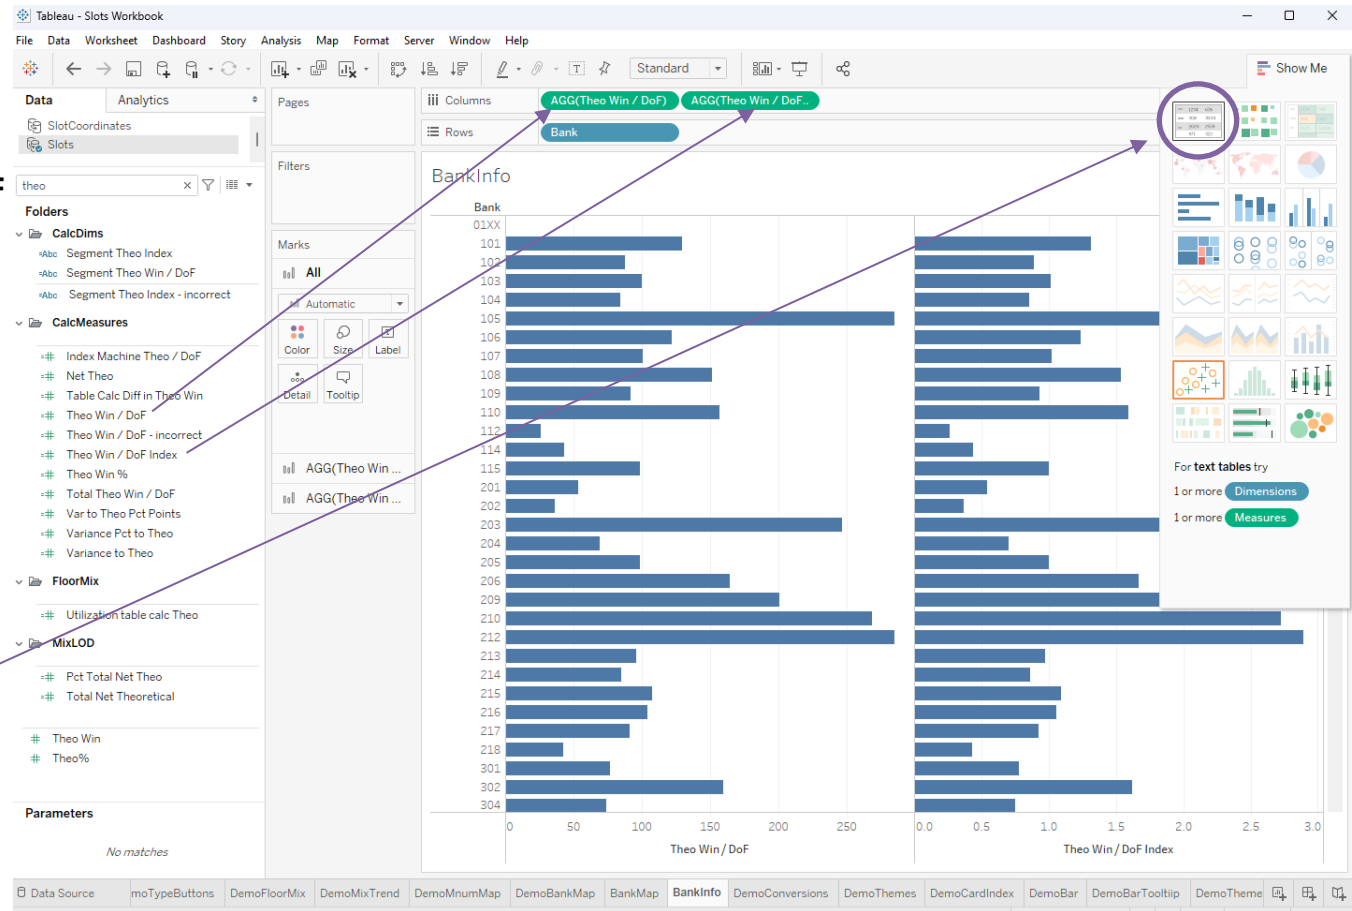 Tableau - Slots Workbook
File Data Worksheet Dashboard Story Analysis Map Format Server Window Help
Standard
Show Me
Data Analytics
SlotCoordinates
Slots
theo
Folders
CalcDims
=Abc Segment Theo Index
=Abc Segment Theo Win / DoF
=Abc Segment Theo Index - incorrect
CalcMeasures
=# Index Machine Theo / DoF
=# Net Theo
=# Table Calc Diff in Theo Win
=# Theo Win / DoF
=# Theo Win / DoF - incorrect
=# Theo Win / DoF Index
=# Theo Win %
=# Total Theo Win / DoF
=# Var to Theo Pct Points
=# Variance Pct to Theo
=# Variance to Theo
FloorMix
=# Utilization table calc Theo
MixLOD
=# Pct Total Net Theo
=# Total Net Theoretical
# Theo Win
# Theo%
Parameters
No matches
Pages
Filters
Marks
All
Automatic
Color Size Label
Detail Tooltip
AGG(Theo Win ...
AGG(Theo Win ...
iii Columns AGG(Theo Win / DoF) AGG(Theo Win / DoF..
Rows Bank
BankInfo
Bank
01XX
101
102
103
104
105
106
107
108
109
110
112
114
115
201
202
203
204
205
206
209
210
212
213
214
215
216
217
218
301
302
304
0 50 100 150 200 250
0.0 0.5 1.0 1.5 2.0 2.5 3.0
Theo Win / DoF
Theo Win / DoF Index
For text tables try
1 or more Dimensions
1 or more Measures
Data Source moTypeButtons DemoFloorMix DemoMixTrend DemoMnumMap DemoBankMap BankMap BankInfo DemoConversions DemoThemes DemoCardIndex DemoBar DemoBarTooltiip DemoTheme